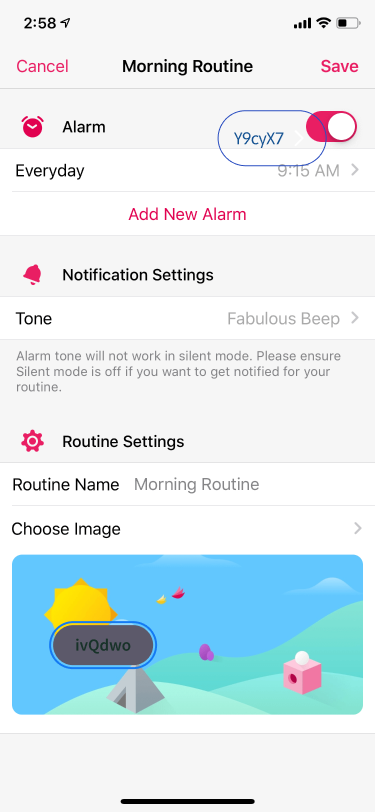 2:58
Cancel Morning Routine Save
Alarm
Y9cyX7
Everyday 9:15 AM
Add New Alarm
Notification Settings
Tone Fabulous Beep
Alarm tone will not work in silent mode. Please ensure
Silent mode is off if you want to get notified for your
routine.
Routine Settings
Routine Name Morning Routine
Choose Image
ivQdwo